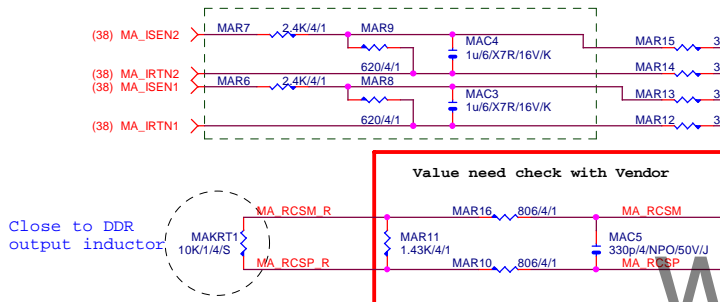 (38) MA_ISEN2 MAR7 2.4K/4/1 MAR9 MAC4 1u/6/X7R/16V/K MAR15 3
(38) MA_IRTN2 620/4/1 MAR14 3
(38) MA_ISEN1 MAR6 2.4K/4/1 MAR8 MAC3 1u/6/X7R/16V/K MAR13 3
(38) MA_IRTN1 620/4/1 MAR12 3
Value need check with Vendor
MA_RCSM_R MAR16 806/4/1 MA_RCSM
Close to DDR
output inductor
MAKRT1
10K/1/4/S
MAR11
1.43K/4/1
MAC5
330p/4/NPO/50V/J
MA_RCSP_R MAR10 806/4/1 MA_RCSP
W